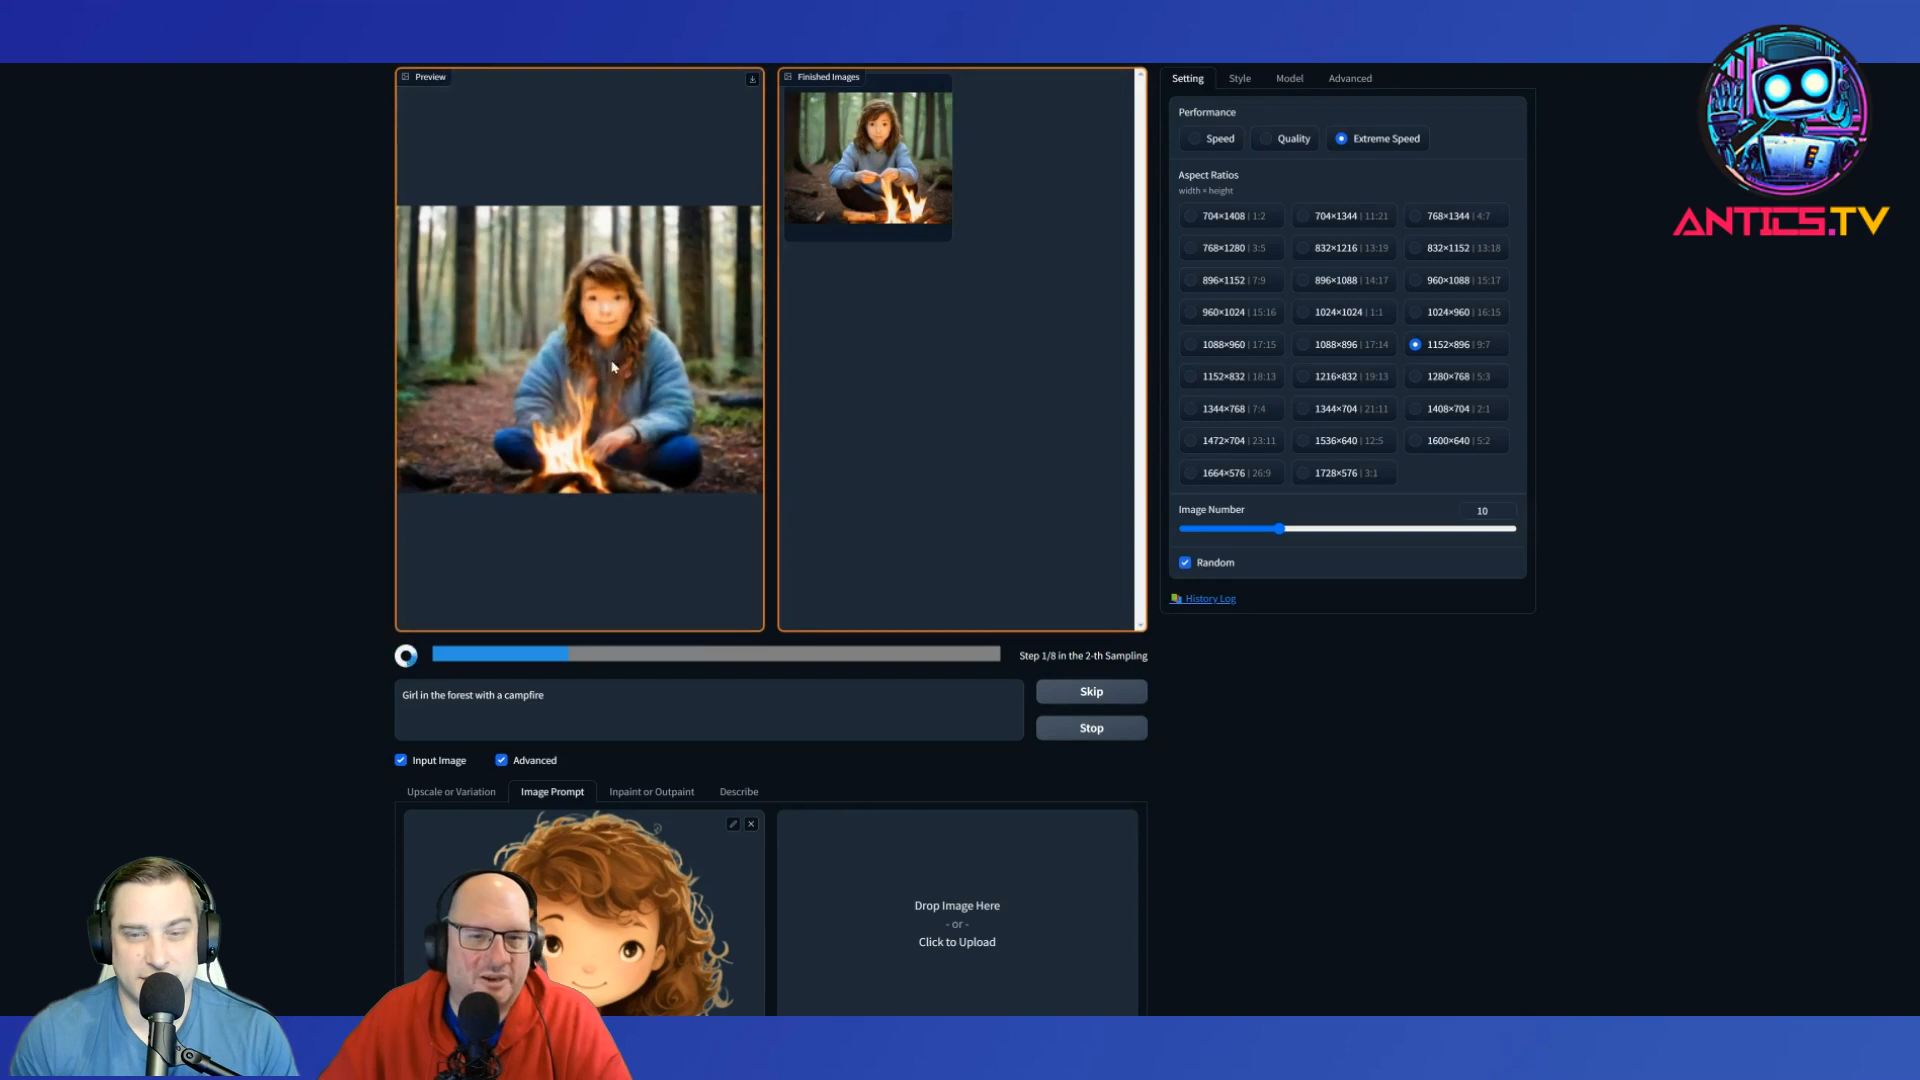 Preview
Finished Images
Setting
Style
Model
Advanced
Performance
Speed
Quality
Extreme Speed
Aspect Ratios
width × height
704×1408 | 1:2
704×1344 | 11:21
768×1344 | 4:7
768×1280 | 3:5
832×1216 | 13:19
832×1152 | 13:18
896×1152 | 7:9
896×1088 | 14:17
960×1088 | 15:17
960×1024 | 15:16
1024×1024 | 1:1
1024×960 | 16:15
1088×960 | 17:15
1088×896 | 17:14
1152×896 | 9:7
1152×832 | 18:13
1216×832 | 19:13
1280×768 | 5:3
1344×768 | 7:4
1344×704 | 21:11
1408×704 | 2:1
1472×704 | 23:11
1536×640 | 12:5
1600×640 | 5:2
1664×576 | 26:9
1728×576 | 3:1
Image Number
10
Random
History Log
ANTICS.TV
Step 1/8 in the 2-th Sampling
Girl in the forest with a campfire
Skip
Stop
Input Image
Advanced
Upscale or Variation
Image Prompt
Inpaint or Outpaint
Describe
Drop Image Here
- or -
Click to Upload